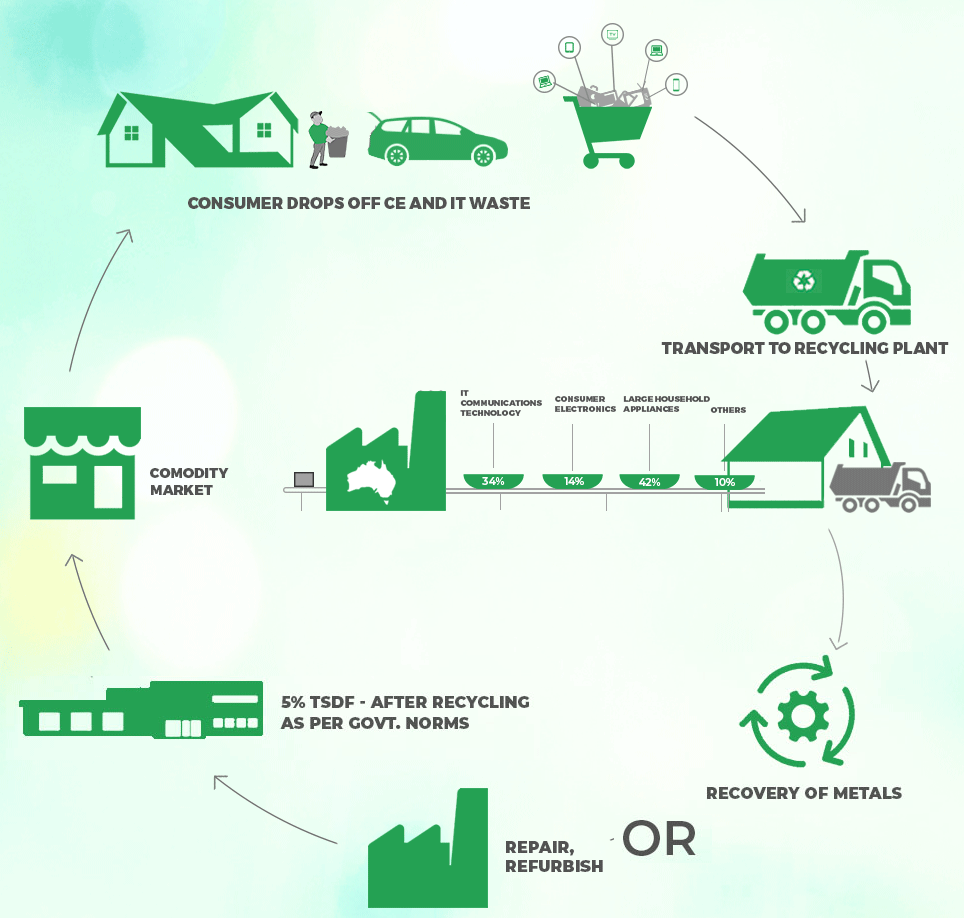 TV
CONSUMER DROPS OFF CE AND IT WASTE
TRANSPORT TO RECYCLING PLANT
IT
COMMUNICATIONS
TECHNOLOGY
CONSUMER
ELECTRONICS
LARGE HOUSEHOLD
APPLIANCES
OTHERS
34%
14%
42%
10%
COMODITY
MARKET
5% TSDF - AFTER RECYCLING
AS PER GOVT. NORMS
RECOVERY OF METALS
OR
REPAIR,
REFURBISH